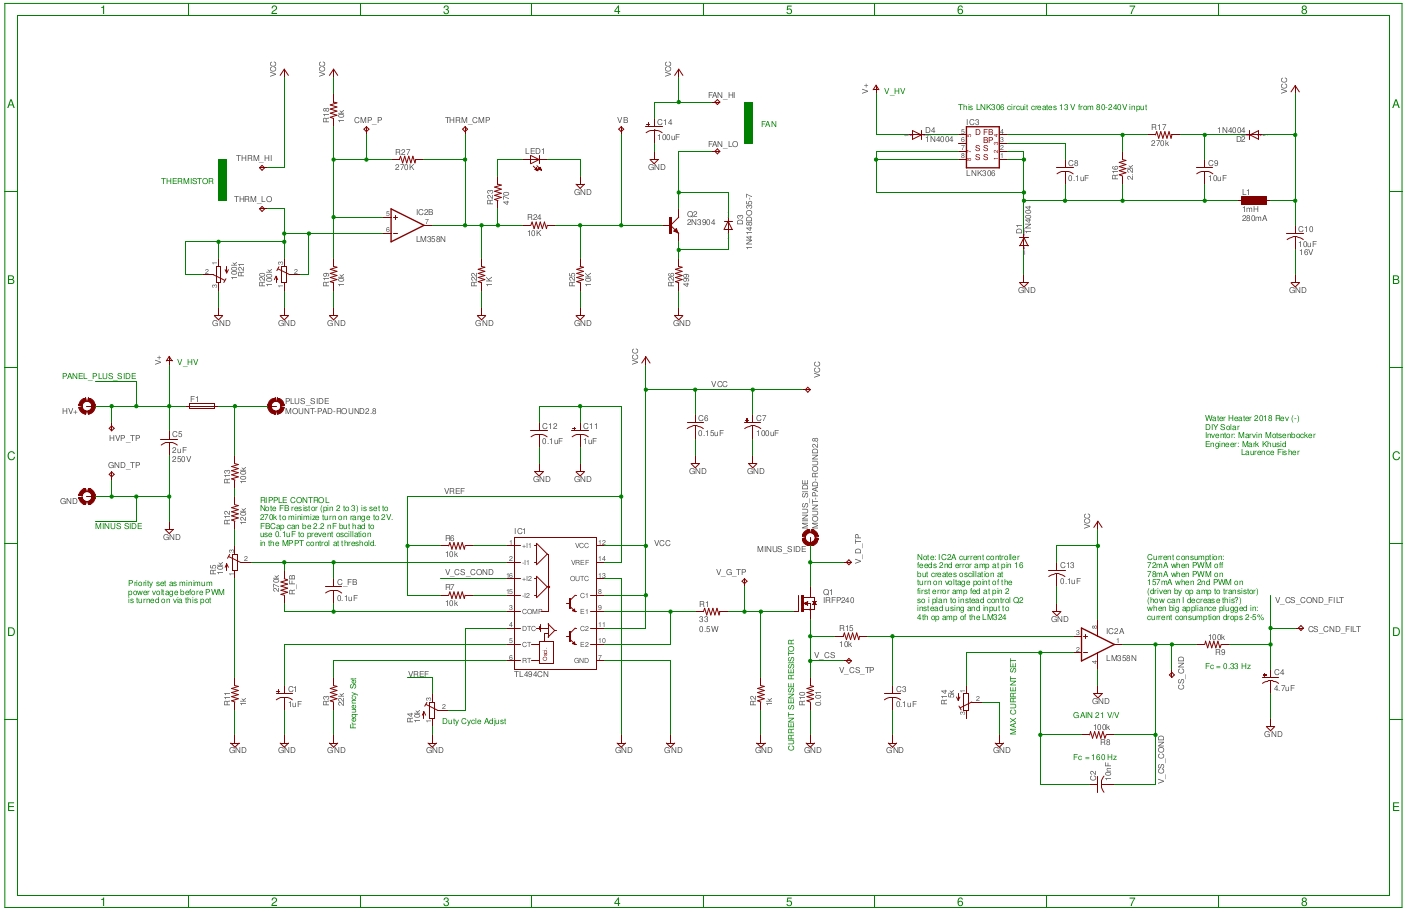 1 2 3 4 5 6 7 8
A
B
C
D
E
A
B
C
D
E
1 2 3 4 5 6 7 8
VCC
THRM_HI
THERMISTOR
THRM_LO
100k
R21
R20
100k
GND
GND
VCC
R18
10k
CMP_P
R27
270K
THRM_CMP
IC2B
LM358N
5
6
7
R19
10k
GND
R22
1K
GND
R23
470
LED1
GND
R24
10K
R25
10K
GND
VB
VCC
C14
100uF
GND
FAN_HI
FAN
FAN_LO
Q2
2N3904
D3
1N4148DO35-7
R26
499
GND
V+
V_HV
This LNK306 circuit creates 13 V from 80-240V input
D4
1N4004
IC3
D FB
BP
S S
S S
LNK306
D1
1N4004
GND
C8
0.1uF
R16
2.2k
R17
270k
C9
10uF
1N4004
D2
L1
1mH
280mA
VCC
C10
10uF
16V
GND
PANEL_PLUS_SIDE
V+
V_HV
HV+
HVP_TP
GND_TP
GND
MINUS SIDE
C5
2uF
250V
GND
F1
PLUS_SIDE
MOUNT-PAD-ROUND2.8
R13
100k
R12
120k
R5
10k
RIPPLE CONTROL
Note FB resistor (pin 2 to 3) is set to
270k to minimize turn on range to 2V.
FBCap can be 2.2 nF but had to
use 0.1uF to prevent oscillation
in the MPPT control at threshold.
Priority set as minimum
power voltage before PWM
is turned on via this pot
270k
R_FB
C_FB
0.1uF
R11
1k
GND
C1
1uF
GND
R3
22k
Frequency Set
GND
VREF
R4
10k
Duty Cycle Adjust
GND
VREF
R6
10k
V_CS_COND
R7
10k
C12
0.1uF
GND
C11
1uF
GND
IC1
+I1
-I1
+I2
-I2
COMP
DTC
CT
RT
Osc.
VCC
VREF
OUTC
C1
E1
C2
E2
GND
TL494CN
GND
GND
VCC
VCC
VCC
VCC
C6
0.15uF
GND
C7
100uF
GND
MINUS_SIDE
MOUNT-PAD-ROUND2.8
MINUS_SIDE
V_D_TP
V_G_TP
R1
33
0.5W
Q1
IRFP240
R2
1k
GND
CURRENT SENSE RESISTOR
V_CS
V_CS_TP
R10
0.01
GND
R15
10k
C3
0.1uF
GND
Note: IC2A current controller
feeds 2nd error amp at pin 16
but creates oscillation at
turn on voltage point of the
first error amp fed at pin 2
so i plan to instead control Q2
instead using and input to
4th op amp of the LM324
VCC
C13
0.1uF
GND
IC2A
LM358N
GND
R14
5k
GND
MAX CURRENT SET
GAIN 21 V/V
100k
R8
Fc = 160 Hz
C2
10nF
V_CS_COND
CS_CND
100k
R9
Fc = 0.33 Hz
V_CS_COND_FILT
CS_CND_FILT
C4
4.7uF
GND
Current consumption:
72mA when PWM off
78mA when PWM on
157mA when 2nd PWM on
(driven by op amp to transistor)
(how can I decrease this?)
when big appliance plugged in:
current consumption drops 2-5%
Water Heater 2018 Rev (-)
DIY Solar
Inventor: Marvin Motsenbocker
Engineer: Mark Khusid
Laurence Fisher